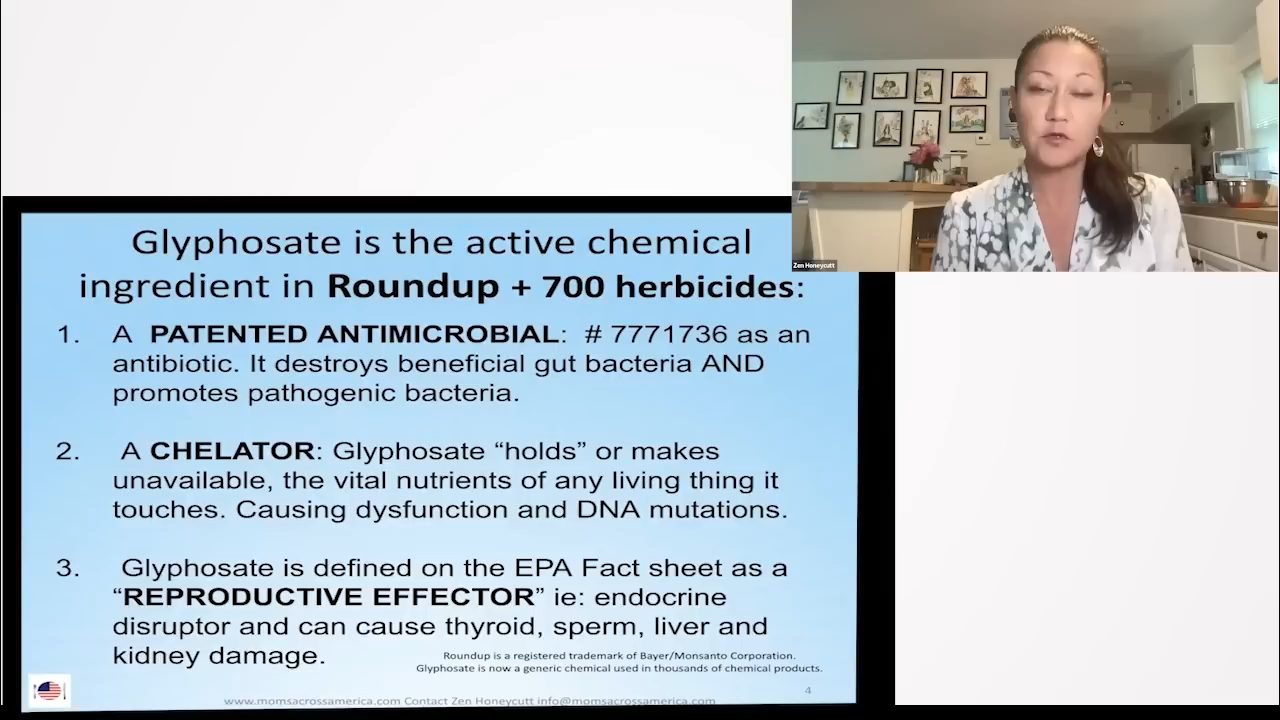 Zen Honeycutt
Glyphosate is the active chemical
ingredient in Roundup + 700 herbicides:
1. A PATENTED ANTIMICROBIAL: # 7771736 as an
antibiotic. It destroys beneficial gut bacteria AND
promotes pathogenic bacteria.
2. A CHELATOR: Glyphosate “holds” or makes
unavailable, the vital nutrients of any living thing it
touches. Causing dysfunction and DNA mutations.
3. Glyphosate is defined on the EPA Fact sheet as a
“REPRODUCTIVE EFFECTOR” ie: endocrine
disruptor and can cause thyroid, sperm, liver and
kidney damage.
Roundup is a registered trademark of Bayer/Monsanto Corporation.
Glyphosate is now a generic chemical used in thousands of chemical products.
4
www.momsacrossamerica.com Contact Zen Honeycutt info@momsacrossamerica.com